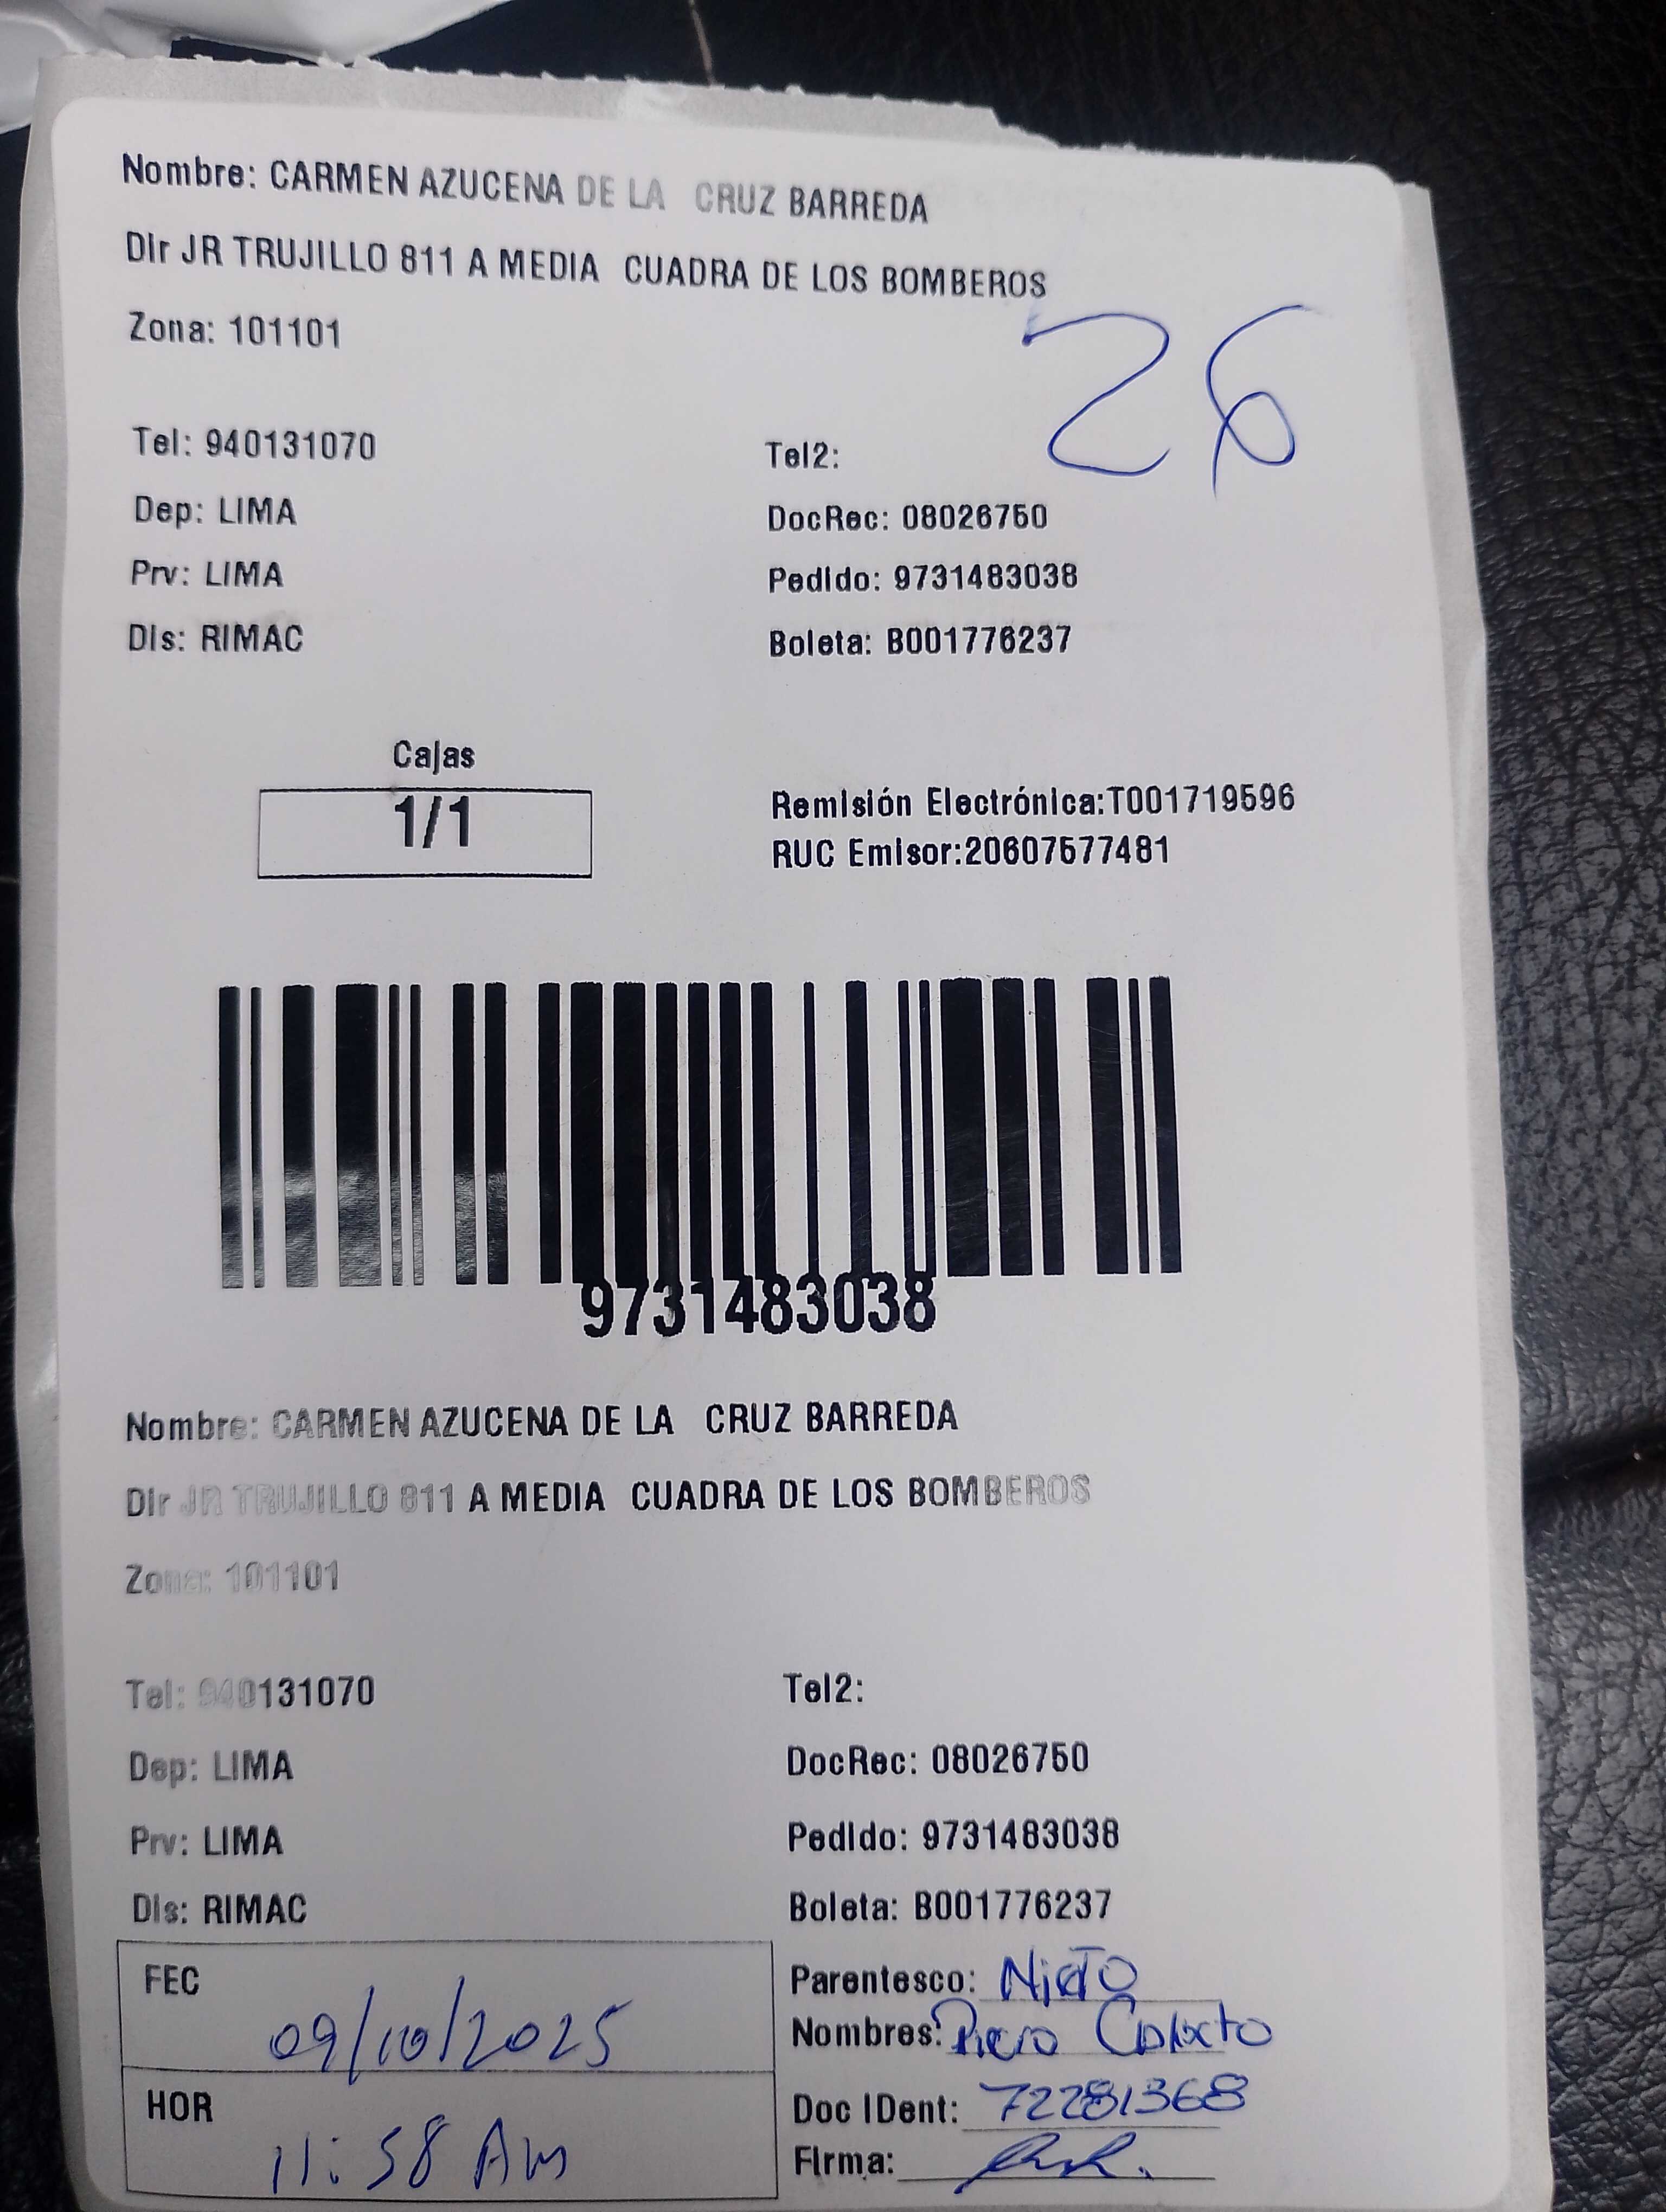 Nombre: CARMEN AZUCENA DE LA CRUZ BARREDA
Dir JR TRUJILLO 811 A MEDIA CUADRA DE LOS BOMBEROS
Zona: 101101
26
Tel: 940131070 Tel2:
Dep: LIMA DocRec: 08026750
Prv: LIMA Pedido: 9731483038
Dis: RIMAC Boleta: B001776237
Cajas
1/1
Remisión Electrónica:T001719596
RUC Emisor:20607577481
9731483038
Nombre: CARMEN AZUCENA DE LA CRUZ BARREDA
Dir JR TRUJILLO 811 A MEDIA CUADRA DE LOS BOMBEROS
Zona: 101101
Tel: 940131070 Tel2:
Dep: LIMA DocRec: 08026750
Prv: LIMA Pedido: 9731483038
Dis: RIMAC Boleta: B001776237
FEC 09/10/2025
HOR 11:58 Am
Parentesco: Nieto
Nombres: Piero Calixto
Doc IDent: 72281368
Firma: